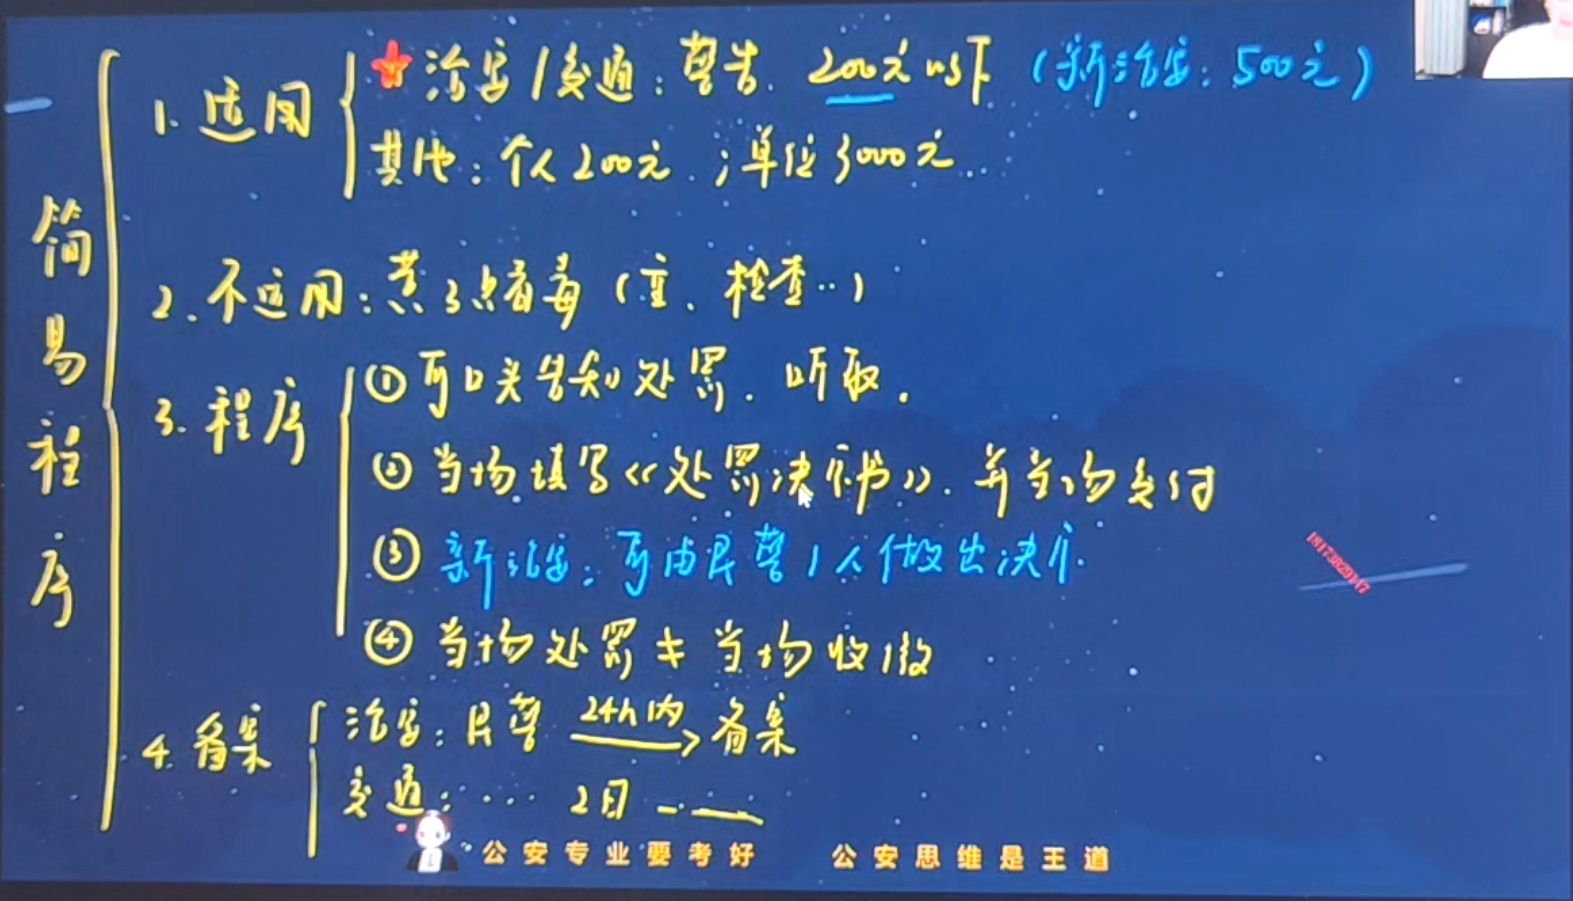 简易程序
1. 适用
★ 治安/交通：警告. 200元以下（新治安：500元）
其他：个人200元.；单位3000元.
2. 不适用：黄3点看毒（査、检查…）
3. 程序
① 可口头告知处罚. 听取.
② 当场填写《处罚决定书》. 并当场交付
③ 新治安：可由民警1人做出决定.
④ 当场处罚≠当场收缴
4. 备案
治安：民警 24h内 备案
交通：… 2日
公安专业要考好 公安思维是王道